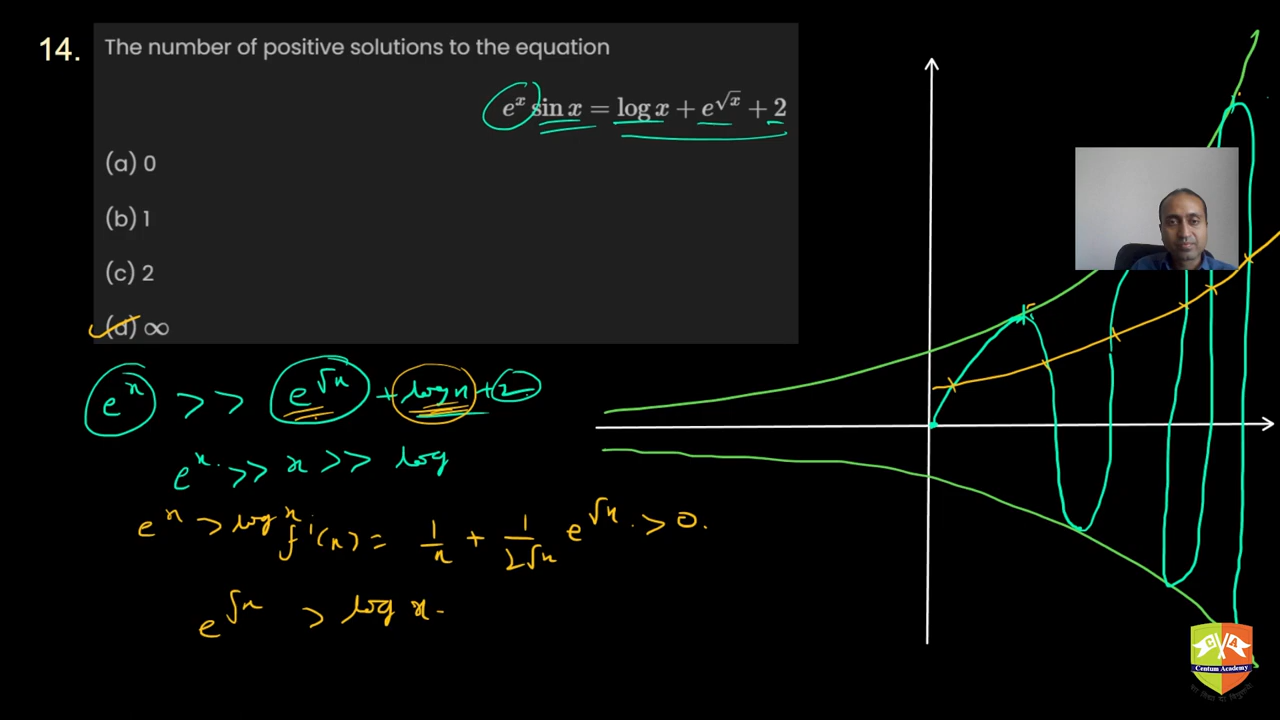 14. The number of positive solutions to the equation
e^x sin x = log x + e^{√x} + 2
(a) 0
(b) 1
(c) 2
(d) ∞
e^x >> e^{√x} + log x + 2
e^x >> x >> log
e^x > log x f'(x) = 1/x + 1/(2√x) e^{√x} > 0.
e^{√x} > log x.
C A
Centum Academy